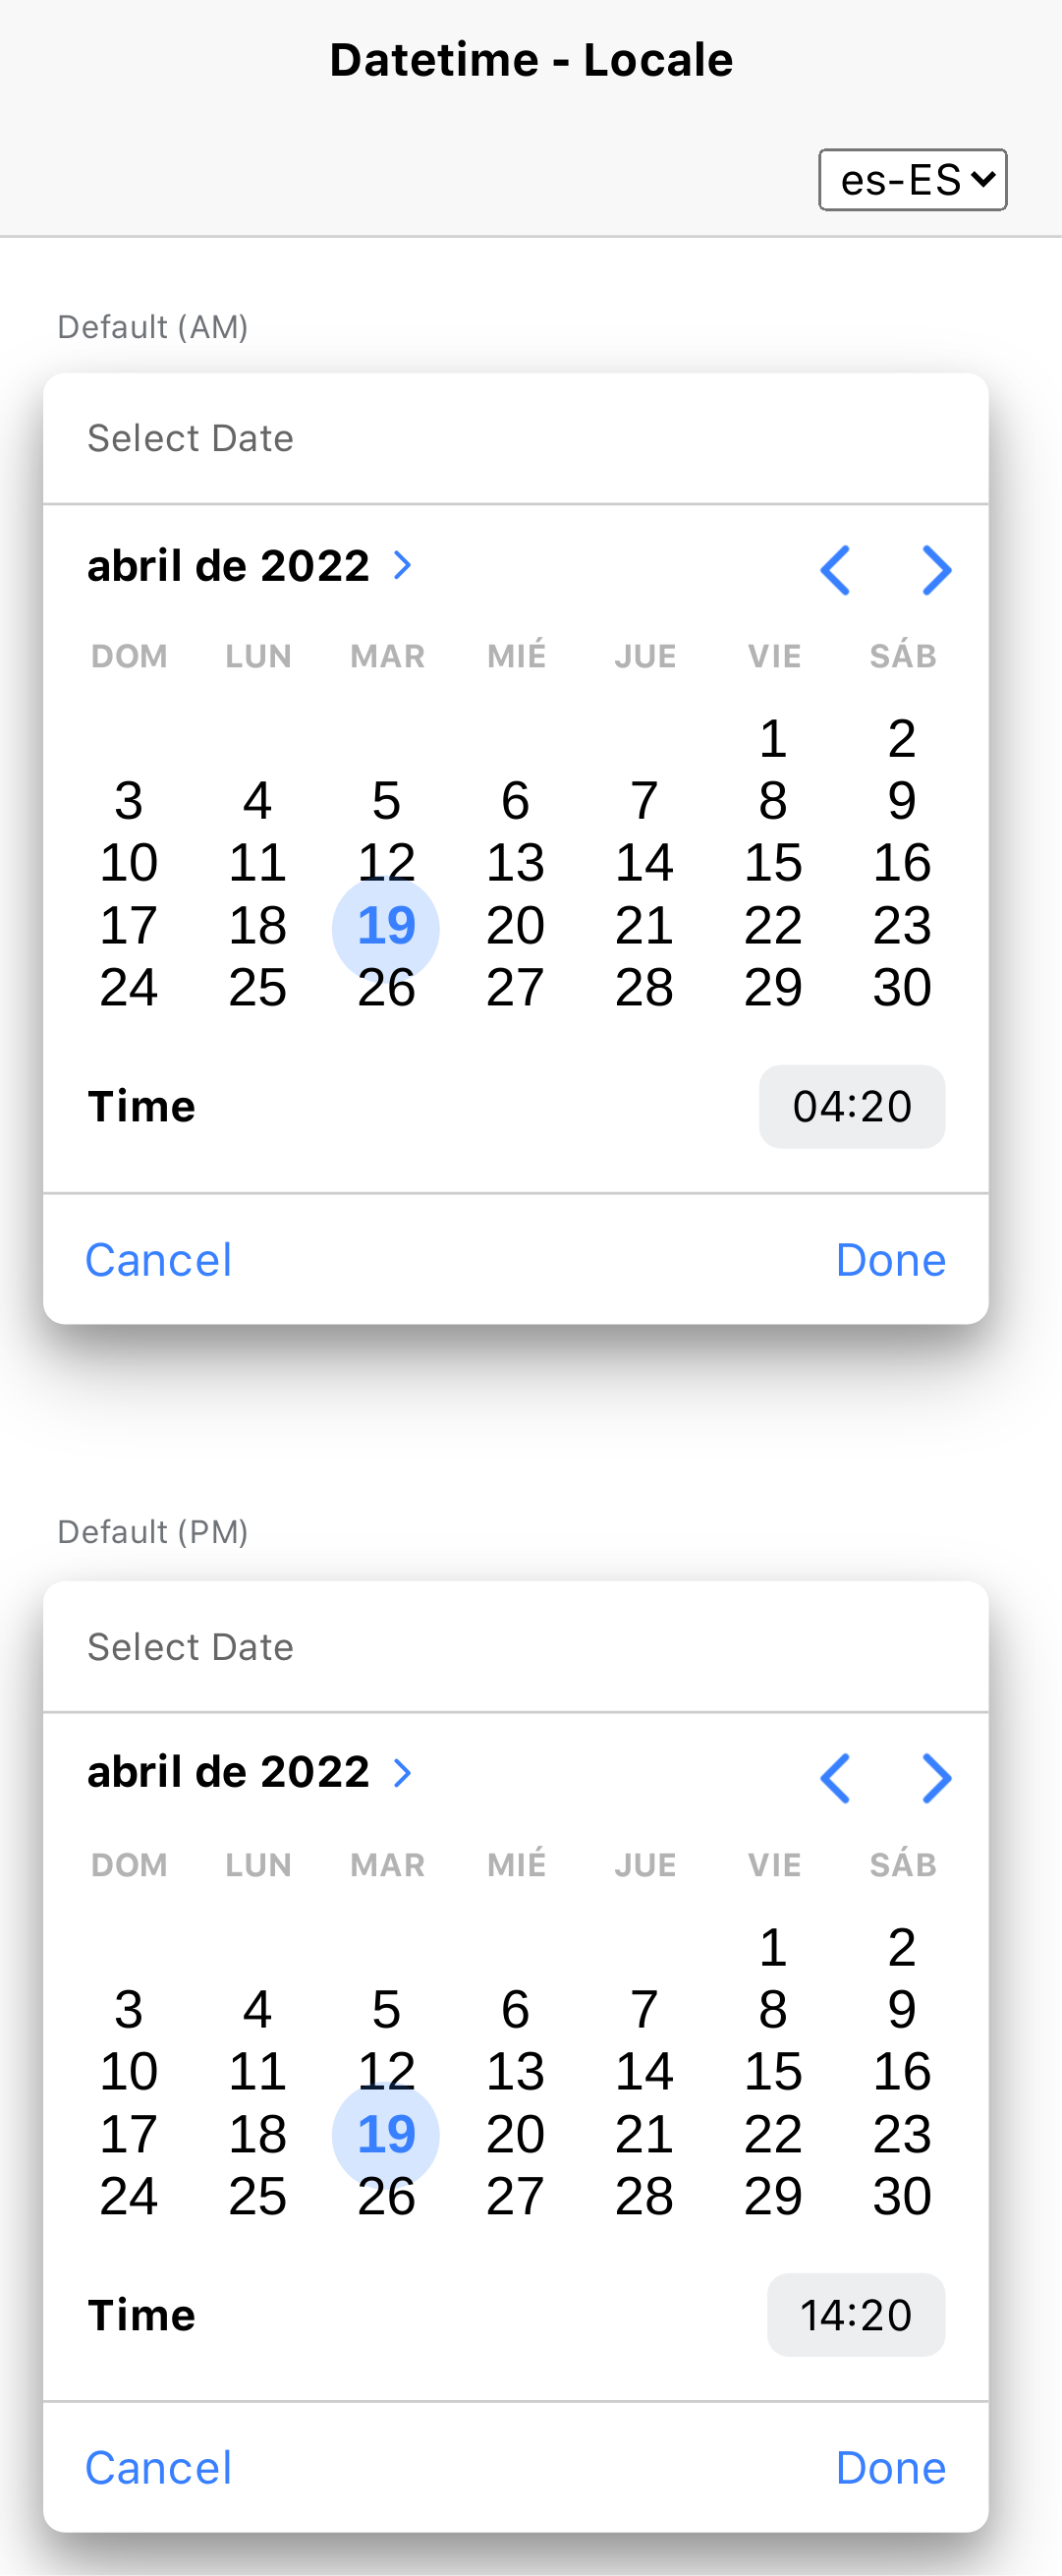 Datetime - Locale
es-ES
Default (AM)
Select Date
abril de 2022
DOM LUN MAR MIÉ JUE VIE SÁB
1 2
3 4 5 6 7 8 9
10 11 12 13 14 15 16
17 18 19 20 21 22 23
24 25 26 27 28 29 30
Time 04:20
Cancel Done
Default (PM)
Select Date
abril de 2022
DOM LUN MAR MIÉ JUE VIE SÁB
1 2
3 4 5 6 7 8 9
10 11 12 13 14 15 16
17 18 19 20 21 22 23
24 25 26 27 28 29 30
Time 14:20
Cancel Done